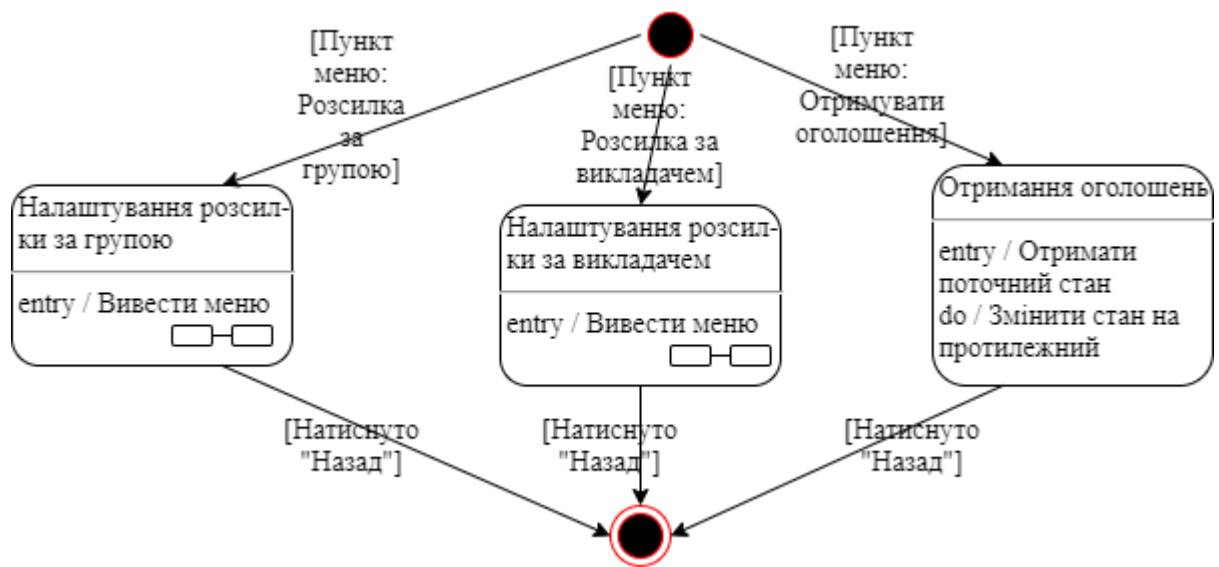 [Пункт
меню:
Розсилка
за
групою]
[Пункт
меню:
Розсилка за
викладачем]
[Пункт
меню:
Отримувати
оголошення]
Налаштування розсил-
ки за групою
entry / Вивести меню
Налаштування розсил-
ки за викладачем
entry / Вивести меню
Отримання оголошень
entry / Отримати
поточний стан
do / Змінити стан на
протилежний
[Натиснуто
"Назад"]
[Натиснуто
"Назад"]
[Натиснуто
"Назад"]